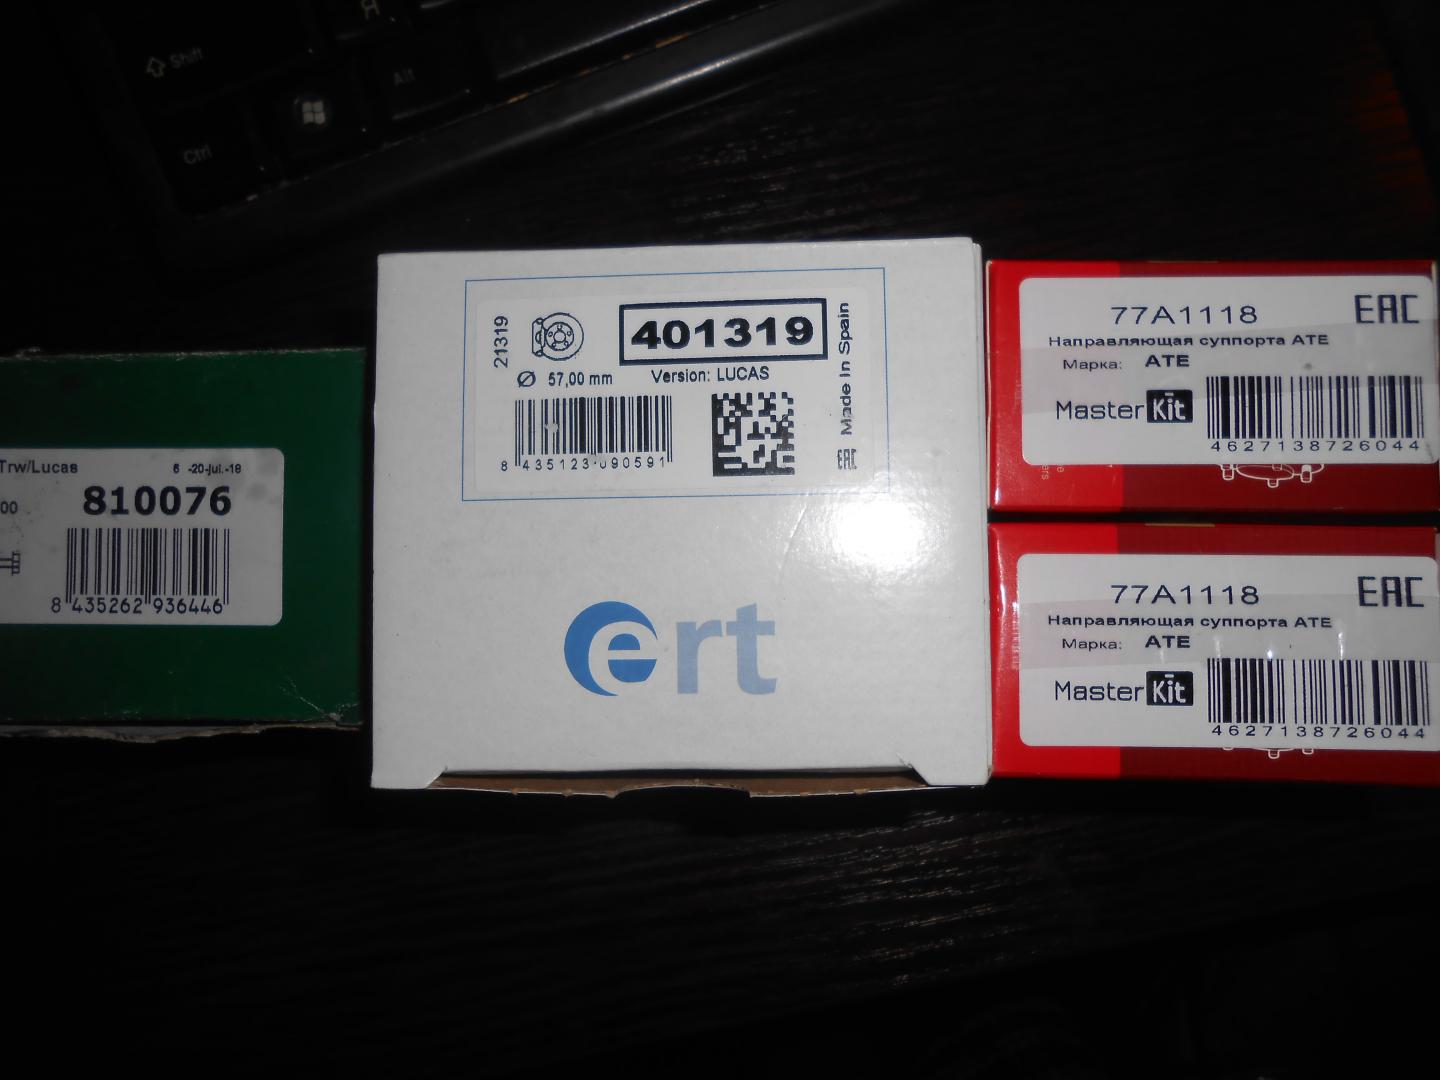 Я
Shift
Alt
Ctrl
Trw/Lucas 6 -20-jul.-18
00 810076
8 435262 936446
21319
401319
57,00 mm Version: LUCAS
Made In Spain
8 435123 090591
EAC
ert
77A1118 EAC
Направляющая суппорта ATE
Марка: ATE
Master Kit
4627138726044
77A1118 EAC
Направляющая суппорта ATE
Марка: ATE
Master Kit
4627138726044